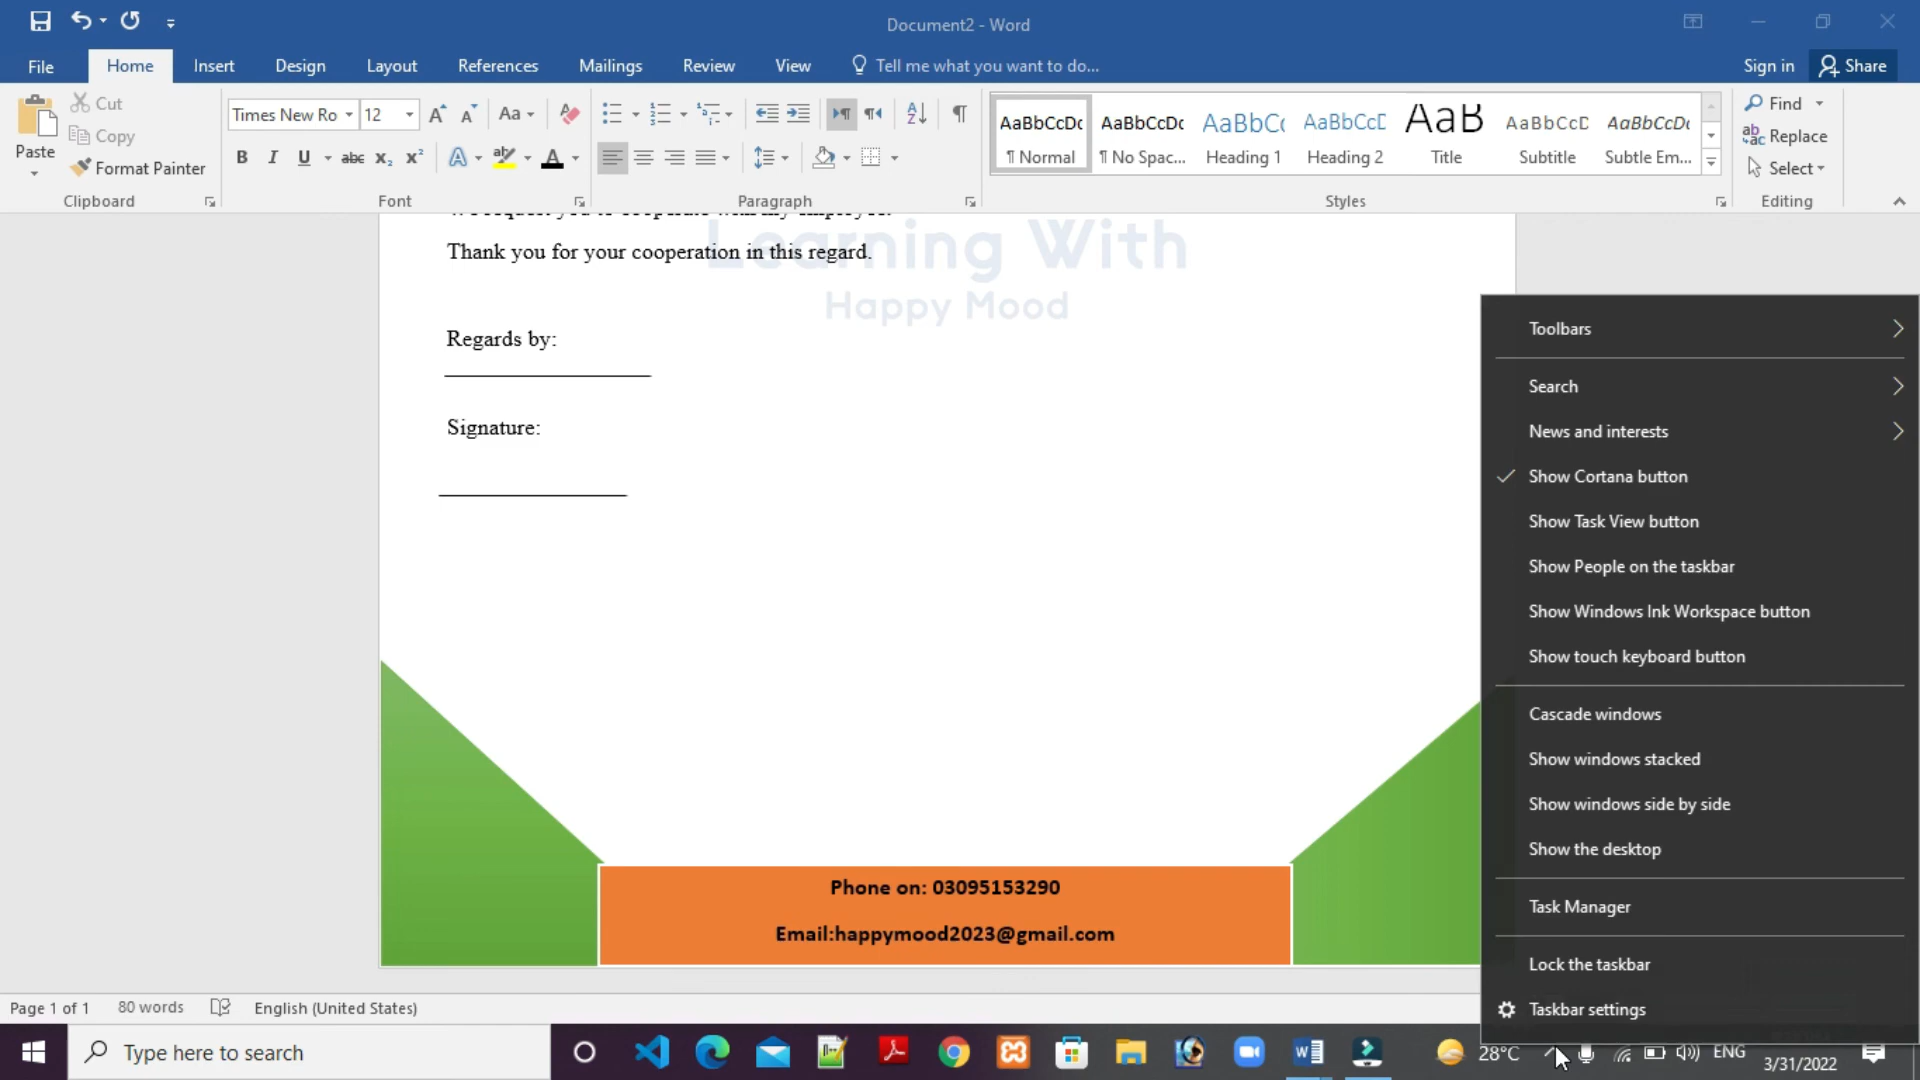 Document2 - Word
File Home Insert Design Layout References Mailings Review View Tell me what you want to do... Sign in Share
Paste
Cut
Copy
Format Painter
Clipboard
Times New Ro 12
Font
Paragraph
AaBbCcDc AaBbCcDc AaBbCc AaBbCcD AaB AaBbCcD AaBbCcDc
¶ Normal ¶ No Spac... Heading 1 Heading 2 Title Subtitle Subtle Em...
Styles
Find
Replace
Select
Editing
Learning With
Happy Mood
Thank you for your cooperation in this regard.
Regards by:
Signature:
Phone on: 03095153290
Email:happymood2023@gmail.com
Toolbars
Search
News and interests
Show Cortana button
Show Task View button
Show People on the taskbar
Show Windows Ink Workspace button
Show touch keyboard button
Cascade windows
Show windows stacked
Show windows side by side
Show the desktop
Task Manager
Lock the taskbar
Taskbar settings
Page 1 of 1 80 words English (United States)
Type here to search
28°C ENG
3/31/2022